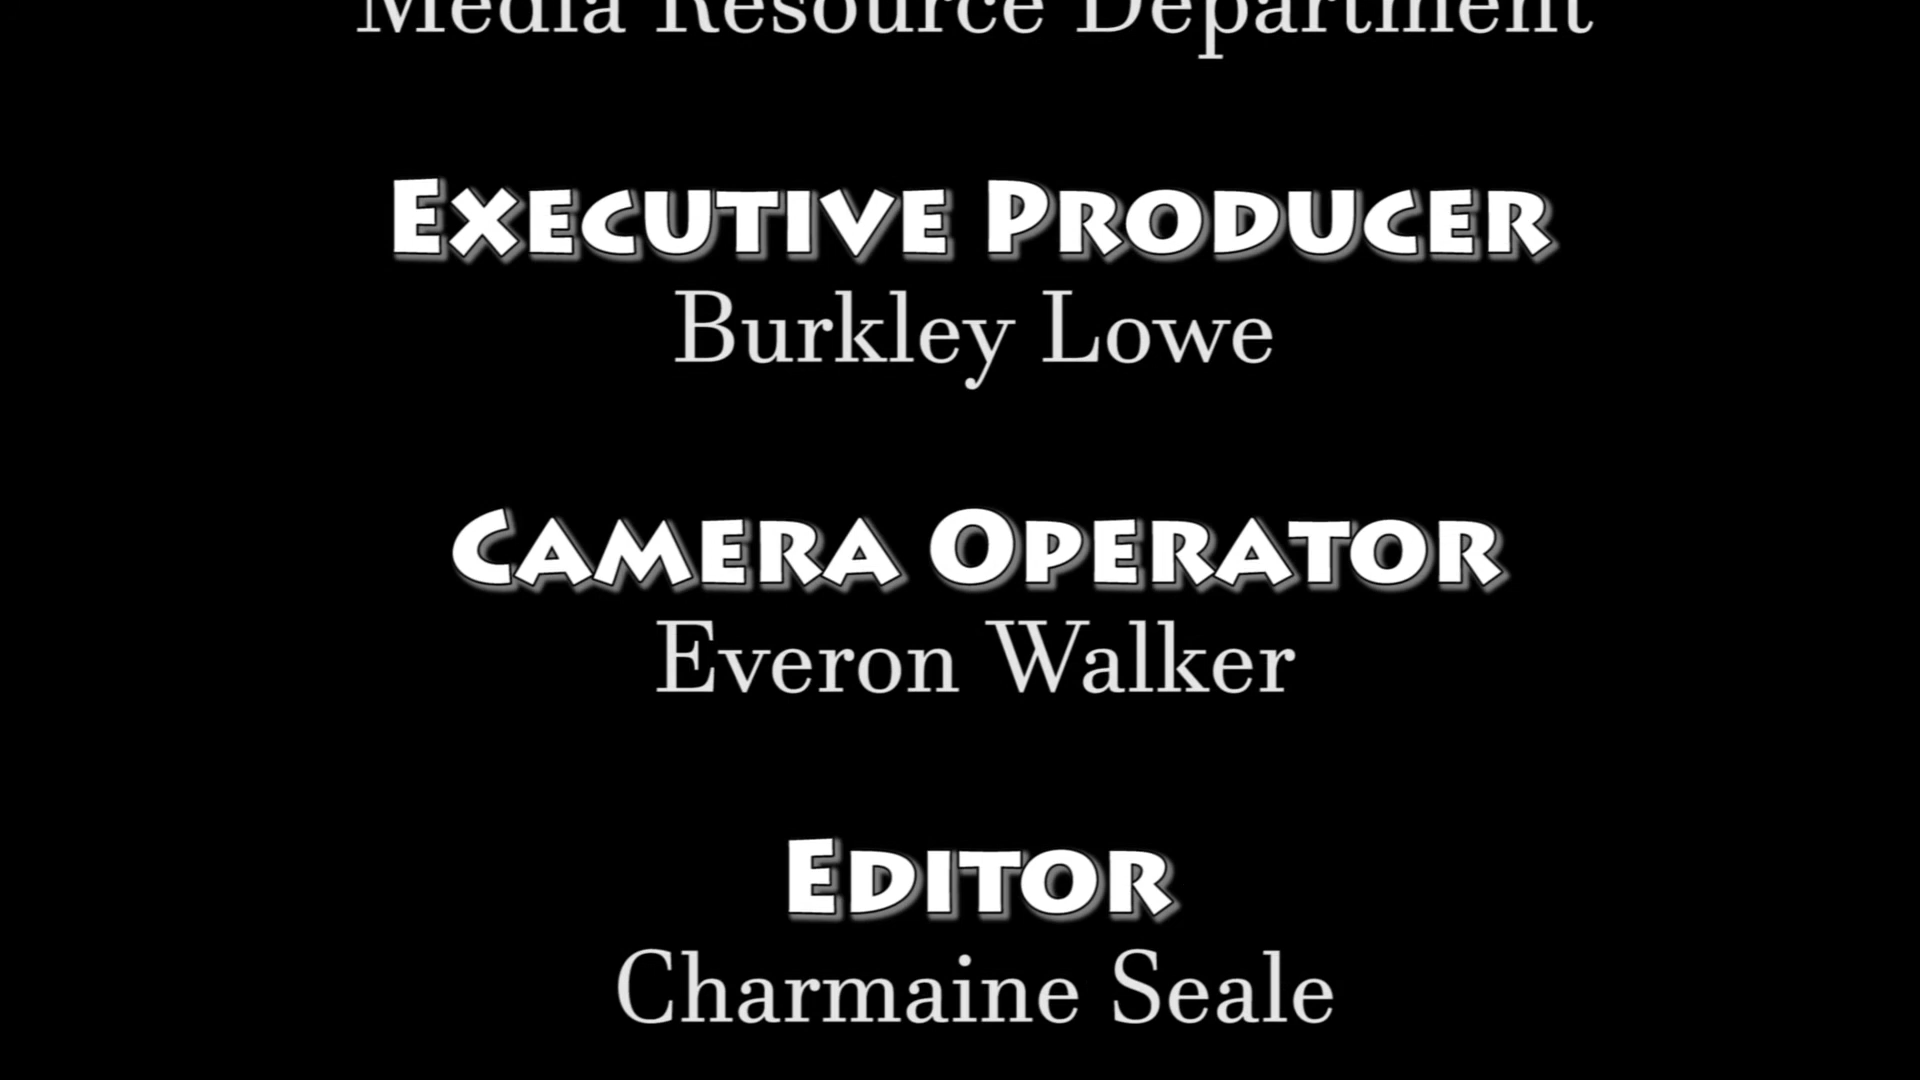 Media Resource Department
Executive Producer
Burkley Lowe
Camera Operator
Everon Walker
Editor
Charmaine Seale